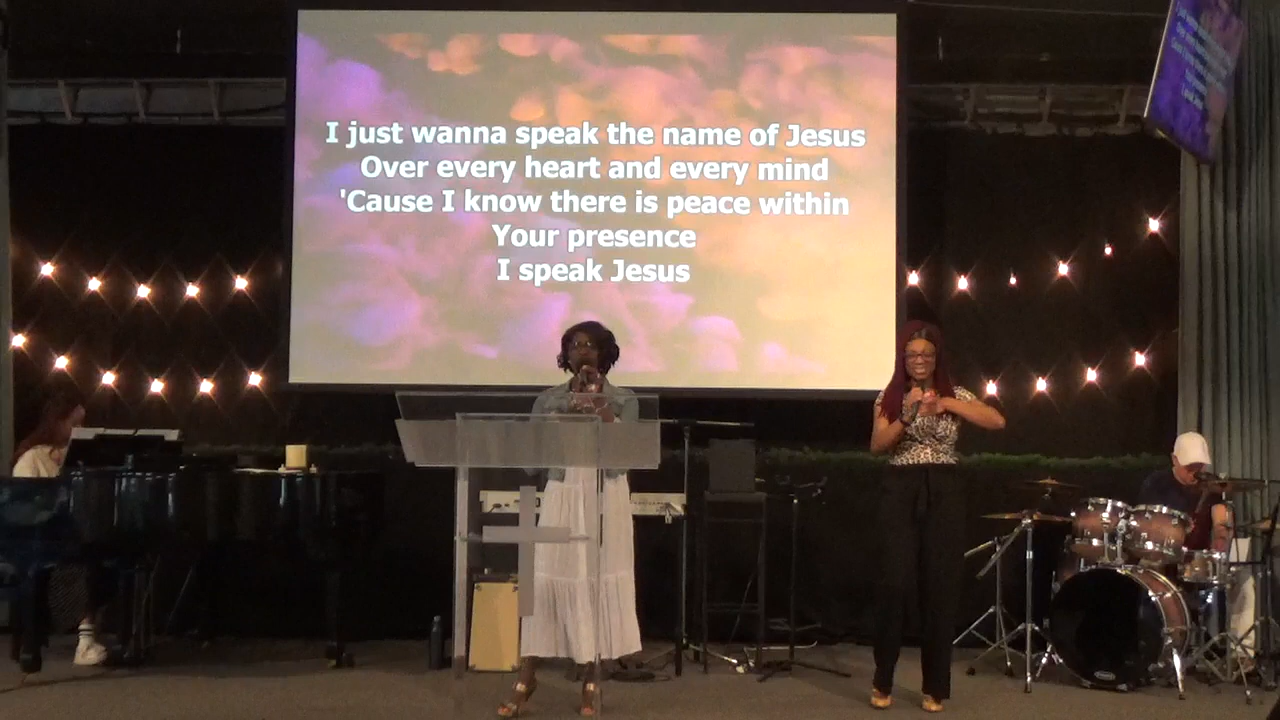 I just wanna speak the name of Jesus
Over every heart and every mind
'Cause I know there is peace within
Your presence
I speak Jesus